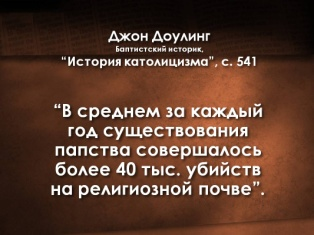 Джон Доулинг
Баптистский историк,
“История католицизма”, с. 541
“В среднем за каждый
год существования
папства совершалось
более 40 тыс. убийств
на религиозной почве”.